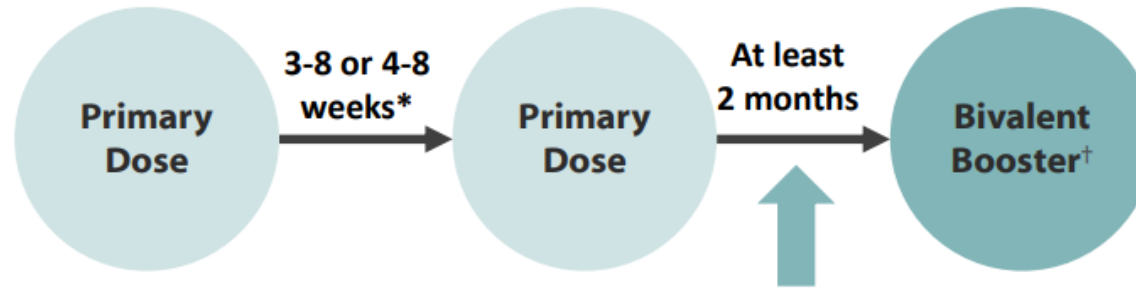 Primary
Dose
3-8 or 4-8
weeks*
Primary
Dose
At least
2 months
Bivalent
Booster†